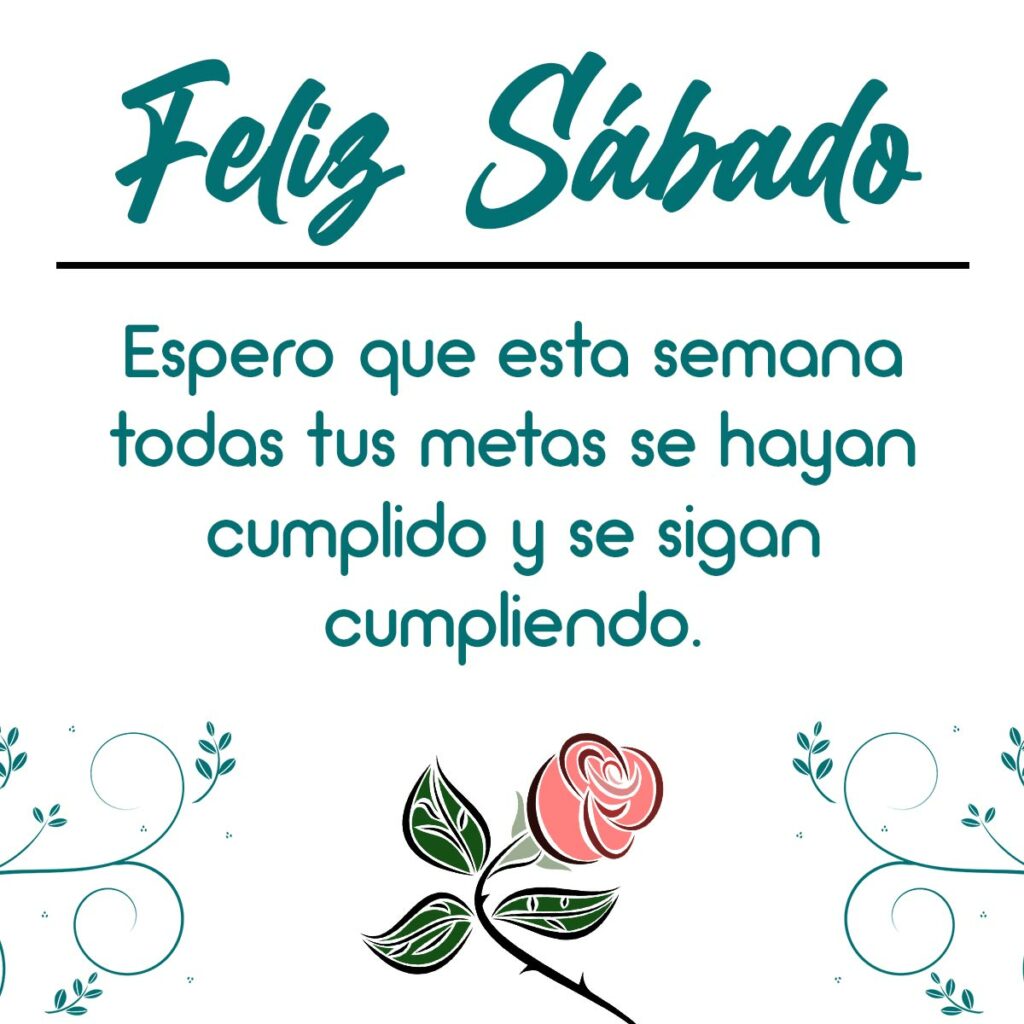 Feliz Sábado
Espero que esta semana
todas tus metas se hayan
cumplido y se sigan
cumpliendo.